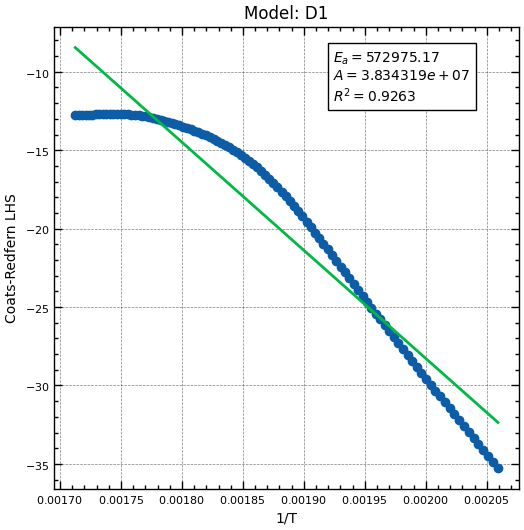 Model: D1
E_a = 572975.17
A = 3.834319e + 07
R^2 = 0.9263
−10
−15
−20
−25
−30
−35
Coats-Redfern LHS
0.00170 0.00175 0.00180 0.00185 0.00190 0.00195 0.00200 0.00205
1/T